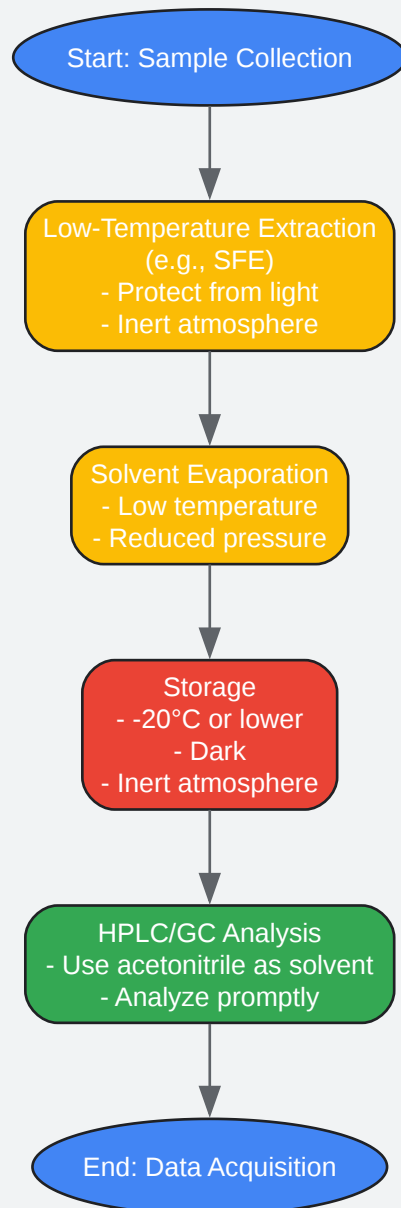 Start: Sample Collection
Low-Temperature Extraction
(e.g., SFE)
- Protect from light
- Inert atmosphere
Solvent Evaporation
- Low temperature
- Reduced pressure
Storage
- -20°C or lower
- Dark
- Inert atmosphere
HPLC/GC Analysis
- Use acetonitrile as solvent
- Analyze promptly
End: Data Acquisition